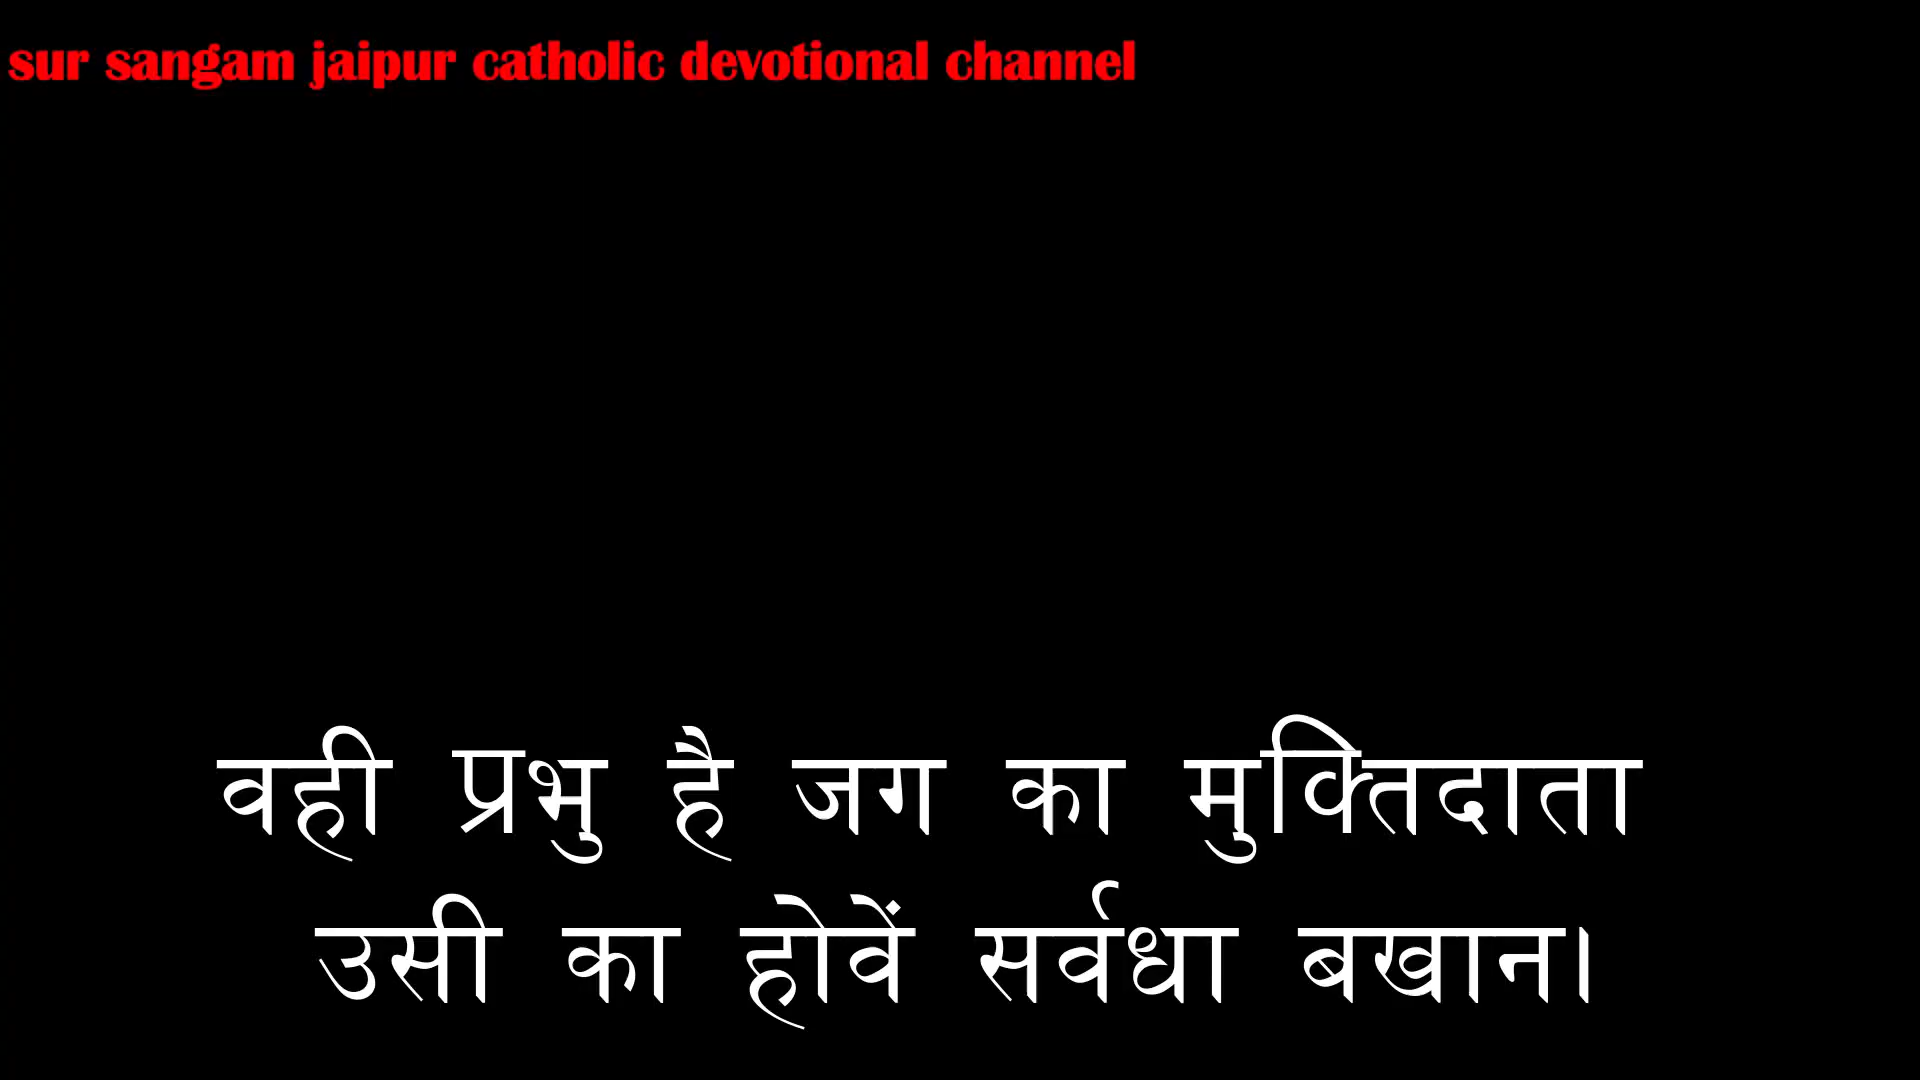 sur sangam jaipur catholic devotional channel
वही प्रभु है जग का मुक्तिदाता
उसी का होवें सर्वधा बखान।